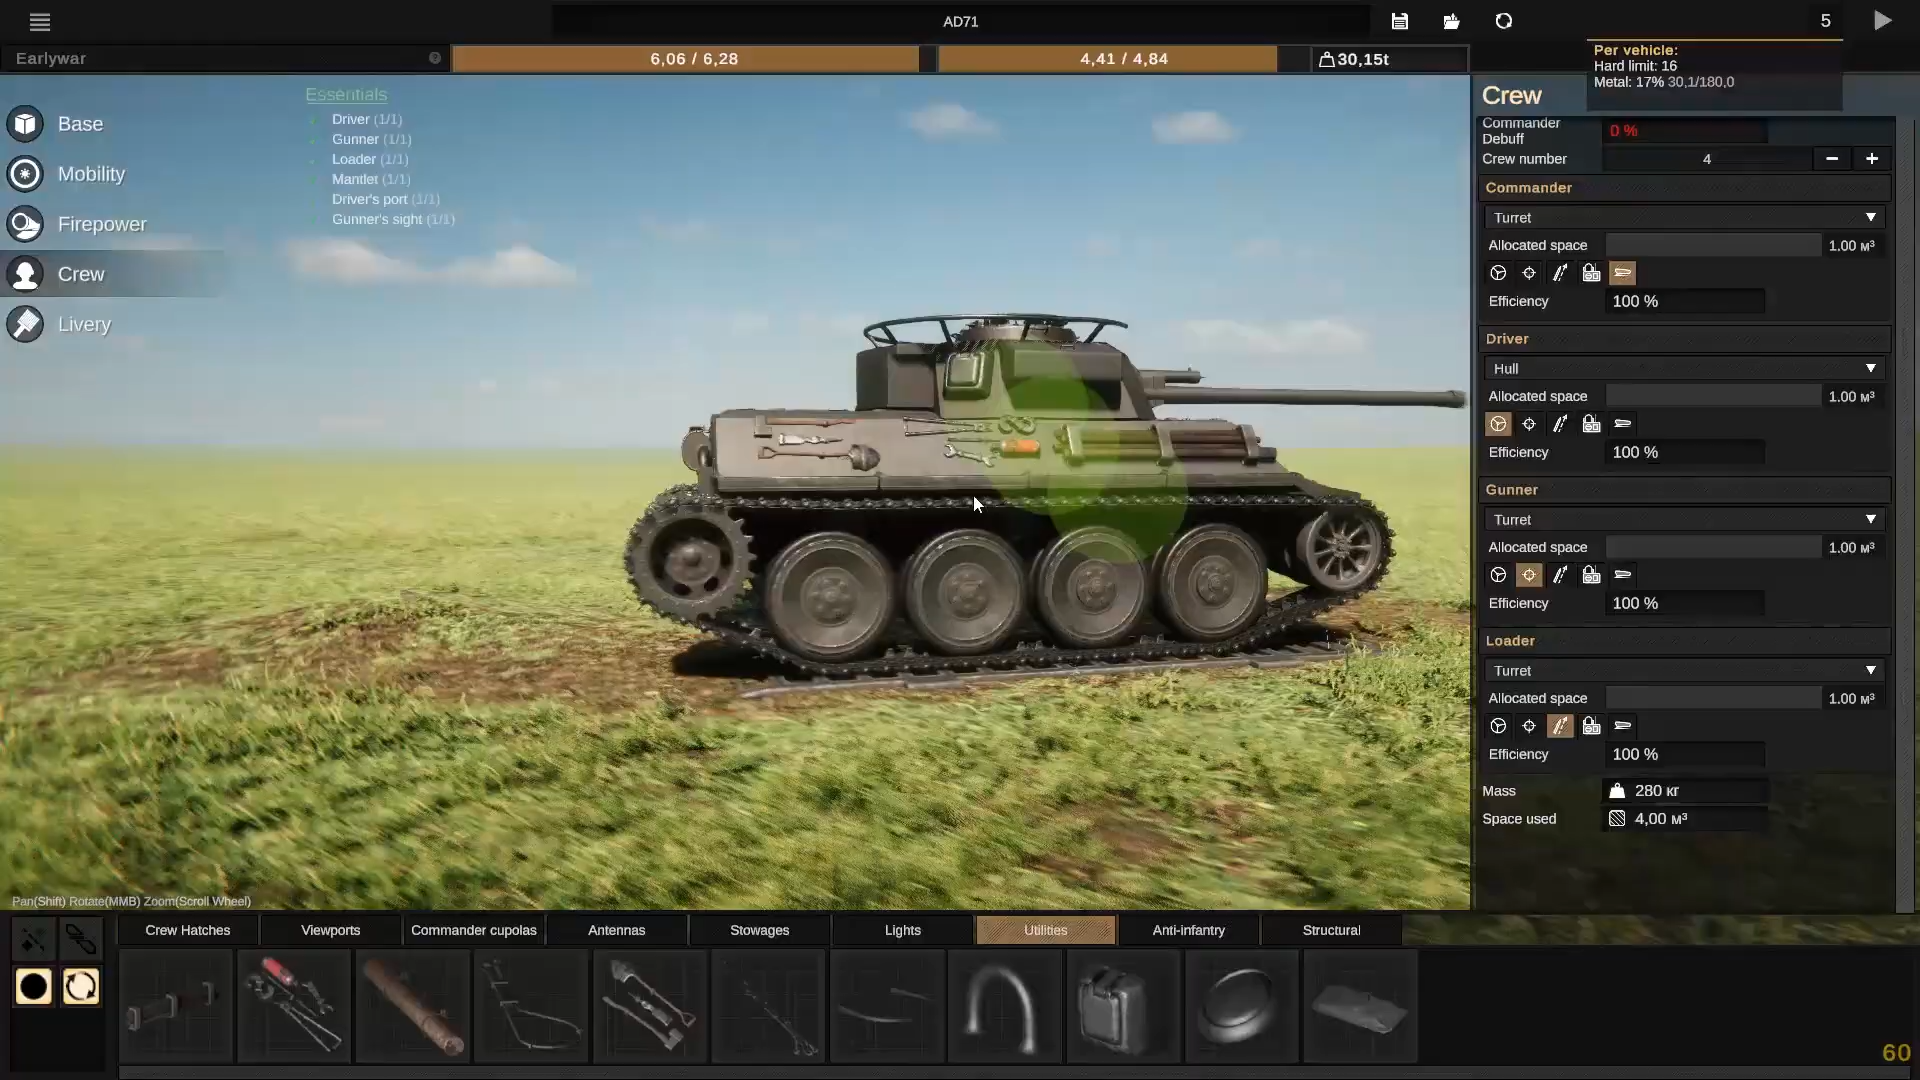 AD71
5
Earlywar
6,06 / 6,28
4,41 / 4,84
30,15t
Per vehicle:
Hard limit: 16
Metal: 17% 30,1/180,0
Base
Mobility
Firepower
Crew
Livery
Essentials
Driver (1/1)
Gunner (1/1)
Loader (1/1)
Mantlet (1/1)
Driver's port (1/1)
Gunner's sight (1/1)
Crew
Commander
Debuff
0 %
Crew number
4
Commander
Turret
Allocated space
1.00 м³
Efficiency
100 %
Driver
Hull
Allocated space
1.00 м³
Efficiency
100 %
Gunner
Turret
Allocated space
1.00 м³
Efficiency
100 %
Loader
Turret
Allocated space
1.00 м³
Efficiency
100 %
Mass
280 кг
Space used
4,00 м³
Pan(Shift) Rotate(MMB) Zoom(Scroll Wheel)
Crew Hatches
Viewports
Commander cupolas
Antennas
Stowages
Lights
Utilities
Anti-infantry
Structural
60